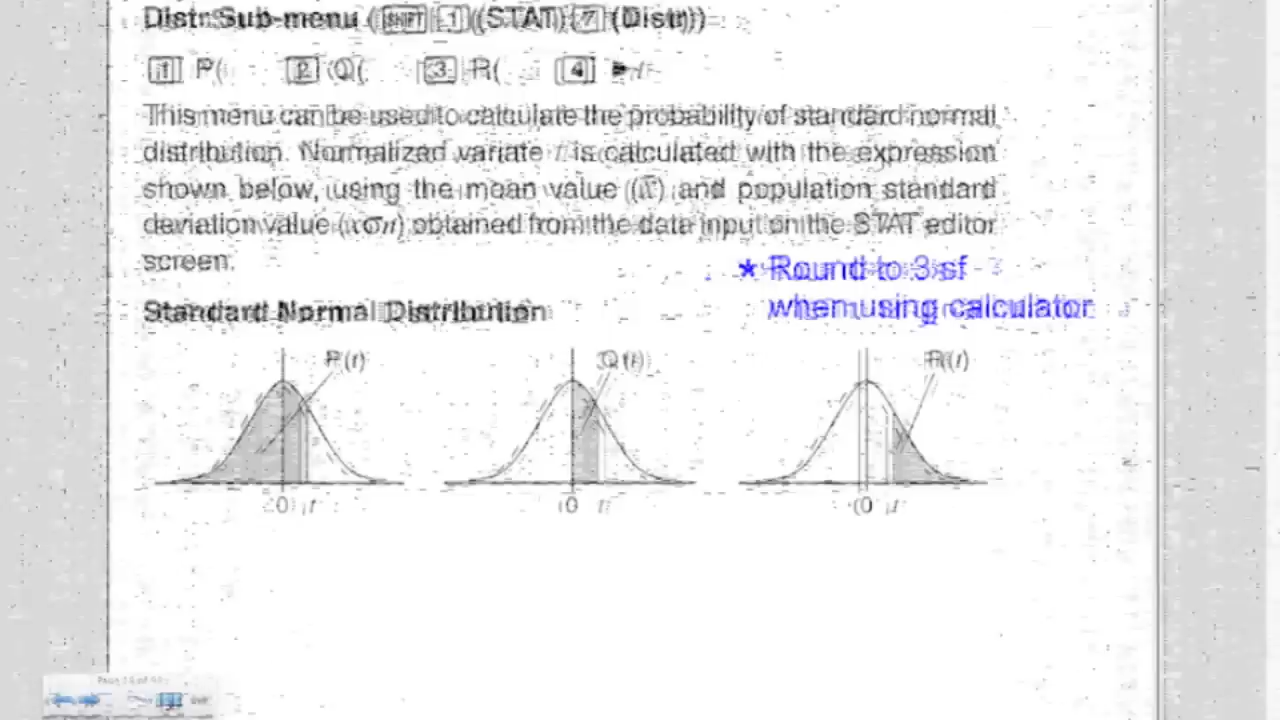 Distr Sub-menu (SHIFT 1 (STAT) 7 (Distr))
1 P( 2 Q( 3 R( 4 ►t
This menu can be used to calculate the probability of standard normal
distribution. Normalized variate t is calculated with the expression
shown below, using the mean value (x̄) and population standard
deviation value (xσn) obtained from the data input on the STAT editor
screen.
★ Round to 3 sf
when using calculator
Standard Normal Distribution
P (t) Q (t) R (t)
0 t 0 t 0 t